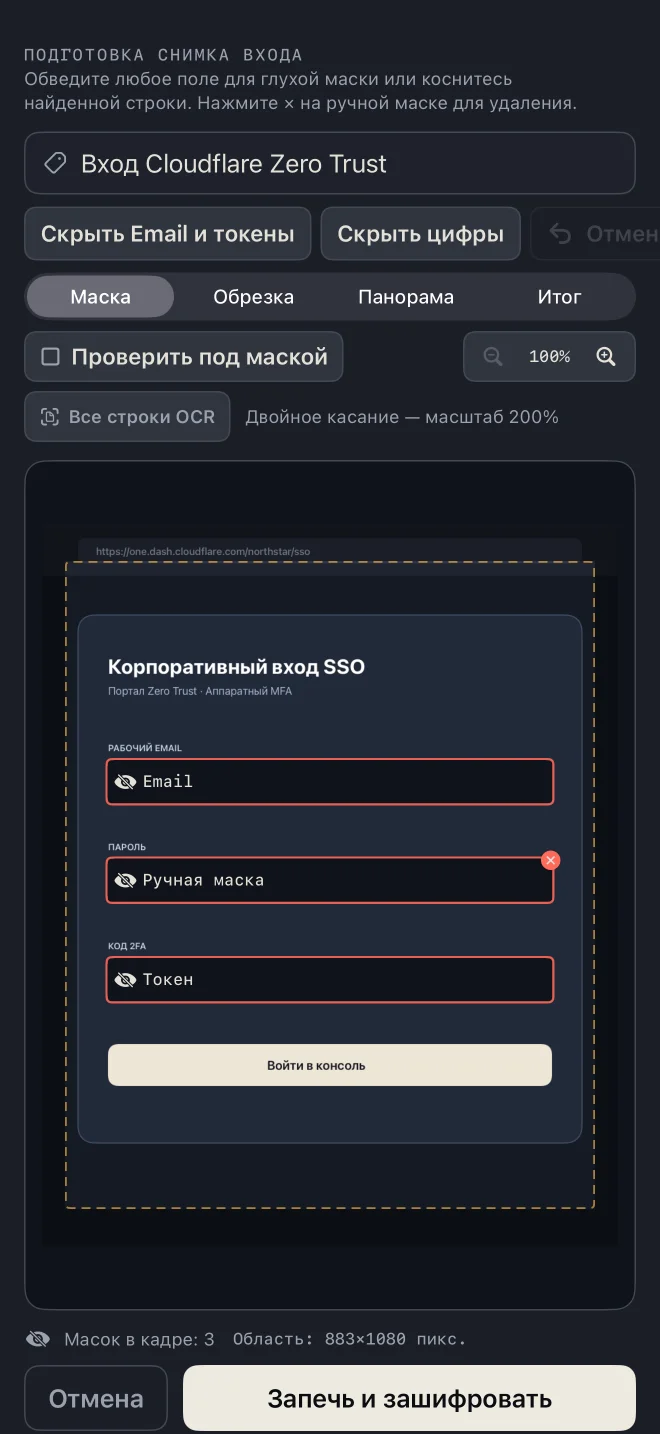 ПОДГОТОВКА СНИМКА ВХОДА
Обведите любое поле для глухой маски или коснитесь
найденной строки. Нажмите × на ручной маске для удаления.
Вход Cloudflare Zero Trust
Скрыть Email и токены
Скрыть цифры
Отмен
Маска
Обрезка
Панорама
Итог
Проверить под маской
100%
Все строки OCR
Двойное касание — масштаб 200%
https://one.dash.cloudflare.com/northstar/sso
Корпоративный вход SSO
Портал Zero Trust · Аппаратный MFA
РАБОЧИЙ EMAIL
Email
ПАРОЛЬ
Ручная маска
КОД 2FA
Токен
Войти в консоль
Масок в кадре: 3 Область: 883×1080 пикс.
Отмена
Запечь и зашифровать